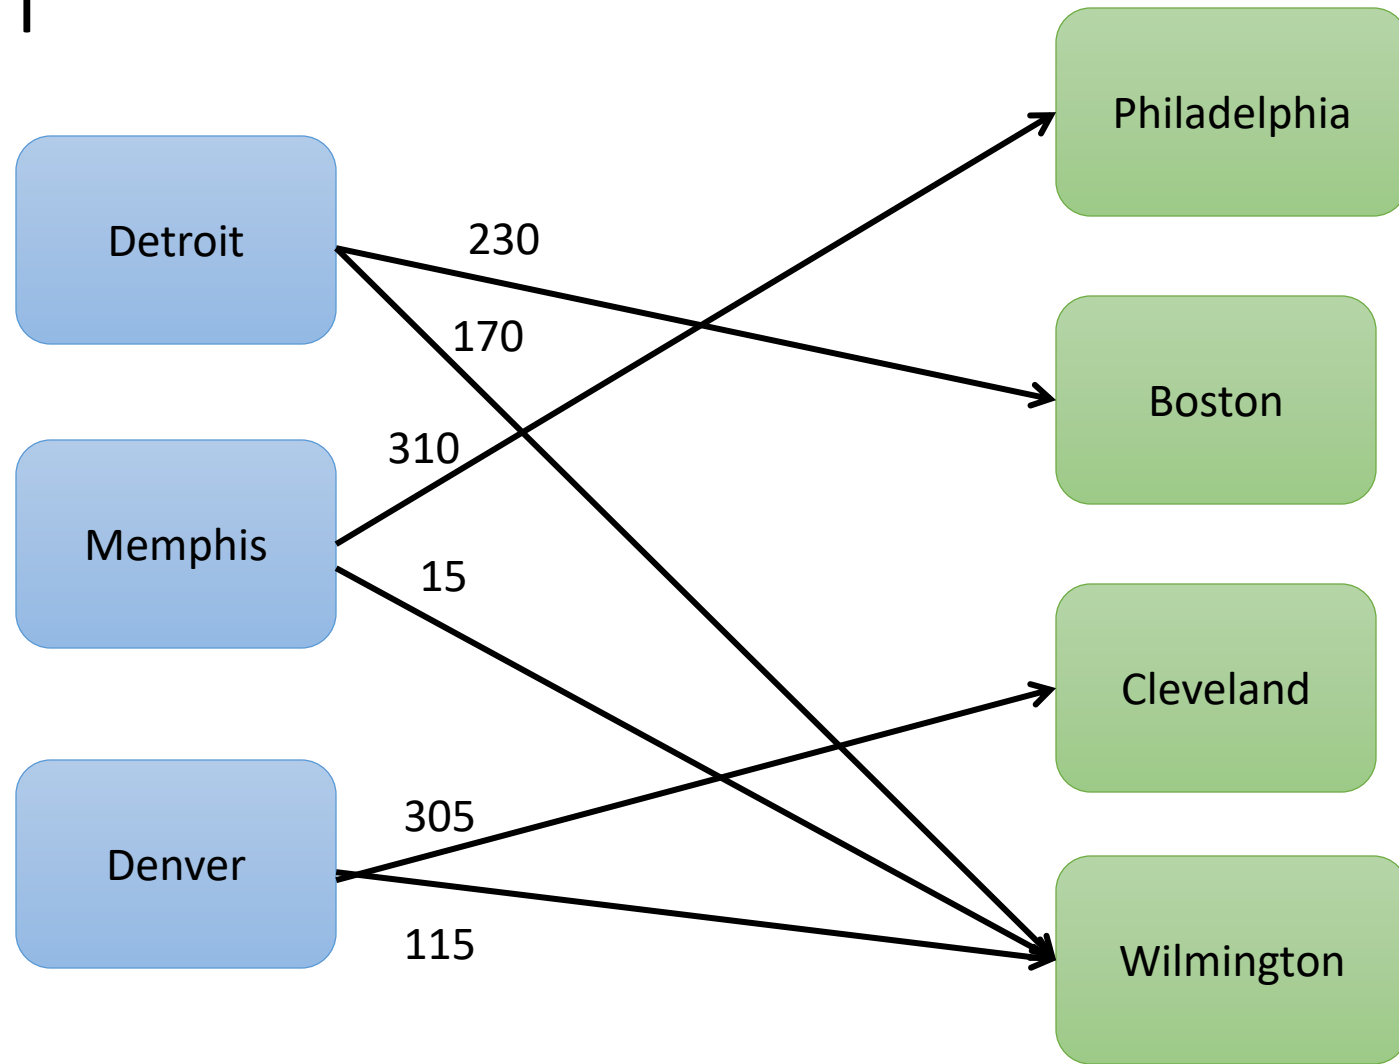 Philadelphia
Detroit
230
170
Boston
310
Memphis
15
Cleveland
305
Denver
115
Wilmington